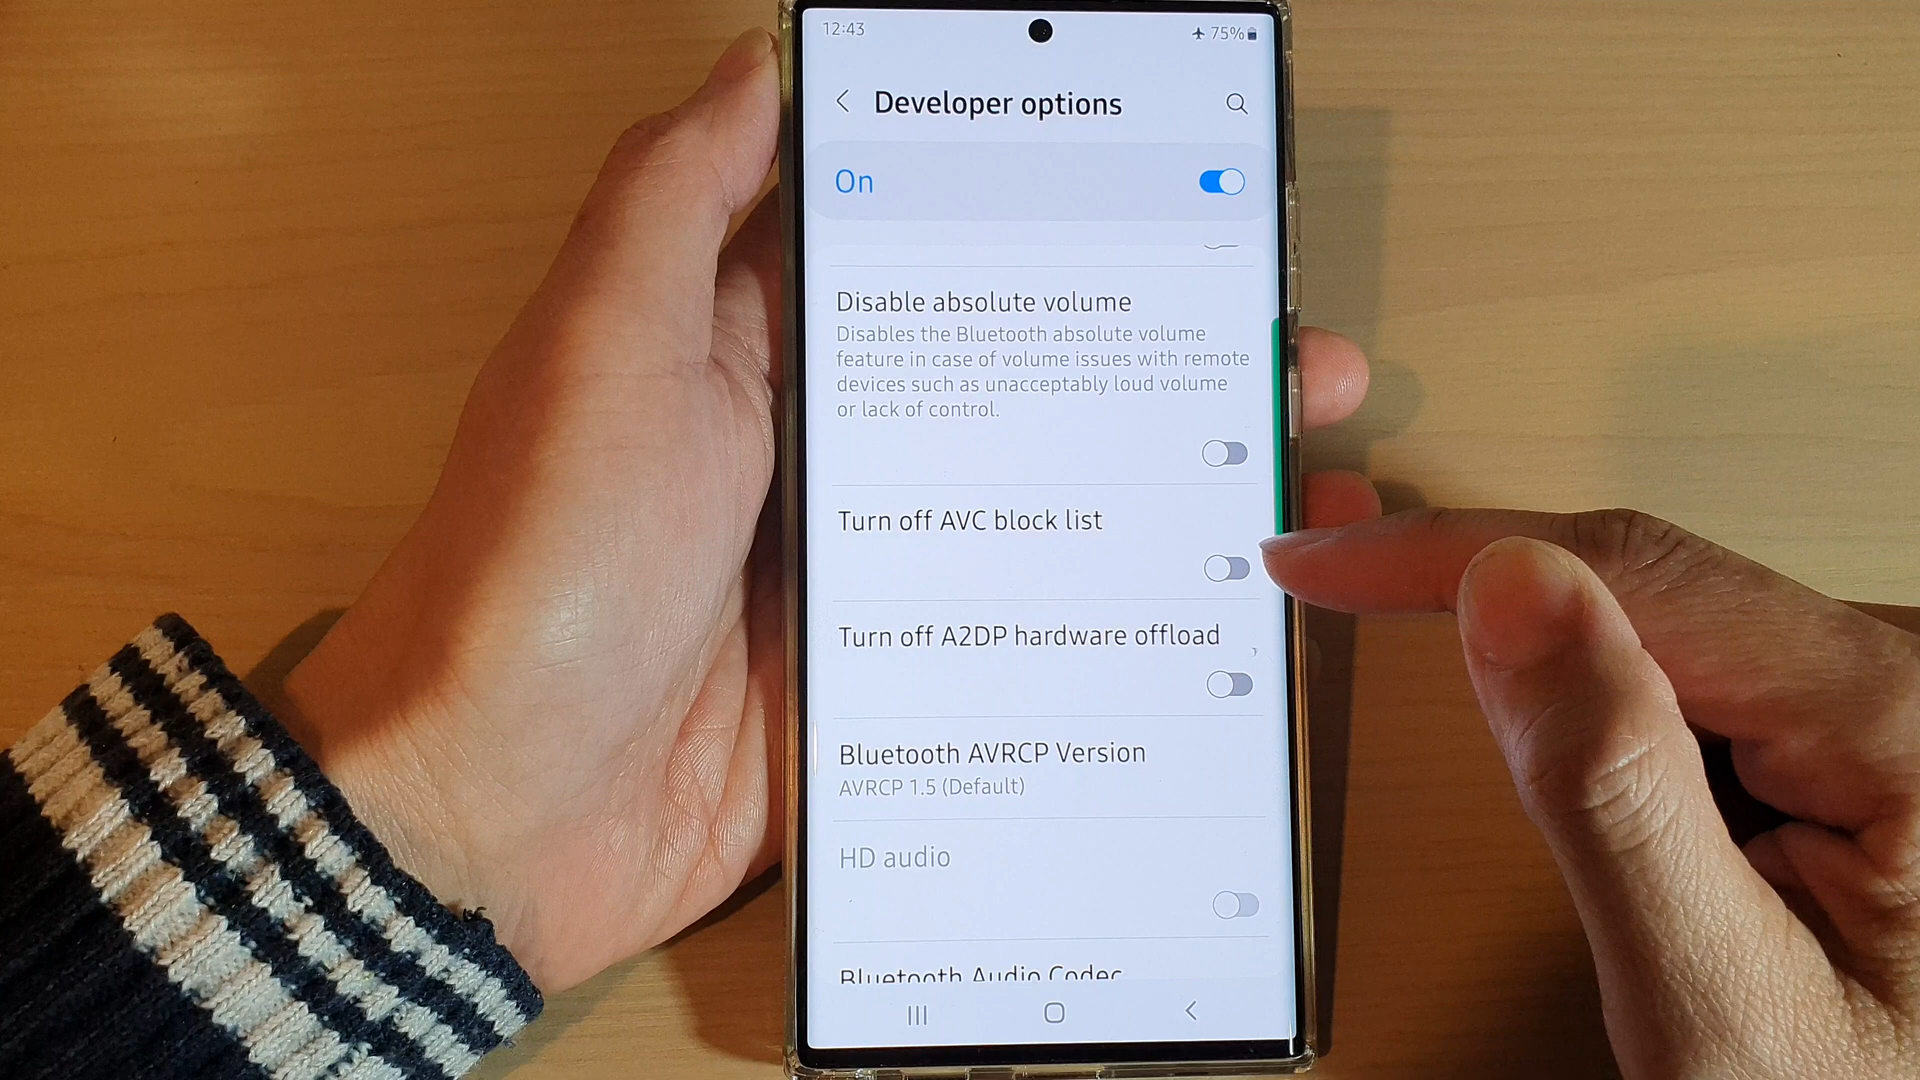 12:43
75%
Developer options
On
Disable absolute volume
Disables the Bluetooth absolute volume
feature in case of volume issues with remote
devices such as unacceptably loud volume
or lack of control.
Turn off AVC block list
Turn off A2DP hardware offload
Bluetooth AVRCP Version
AVRCP 1.5 (Default)
HD audio
Bluetooth Audio Codec